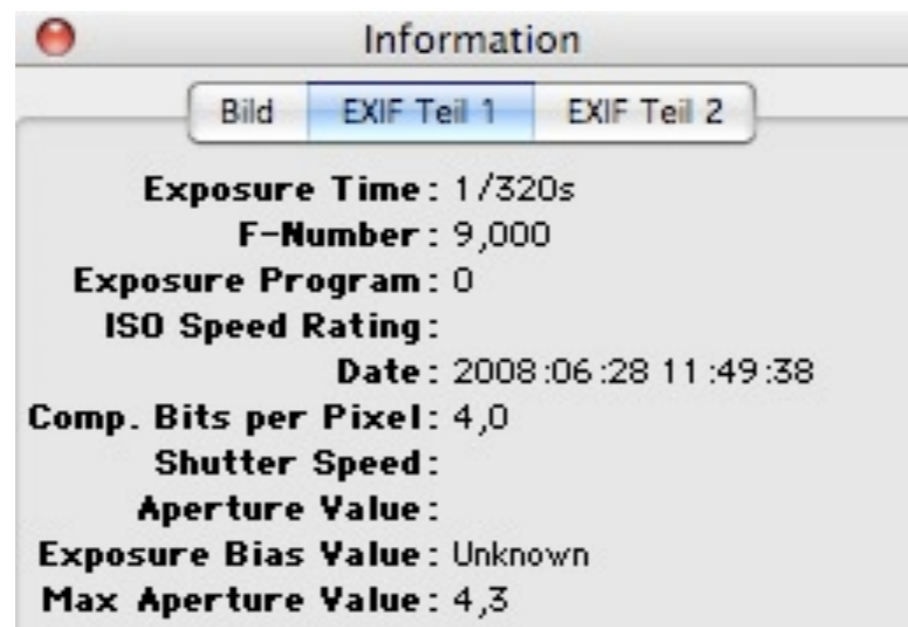 Information
Bild EXIF Teil 1 EXIF Teil 2
Exposure Time: 1/320s
F-Number: 9,000
Exposure Program: 0
ISO Speed Rating:
Date: 2008:06:28 11:49:38
Comp. Bits per Pixel: 4,0
Shutter Speed:
Aperture Value:
Exposure Bias Value: Unknown
Max Aperture Value: 4,3